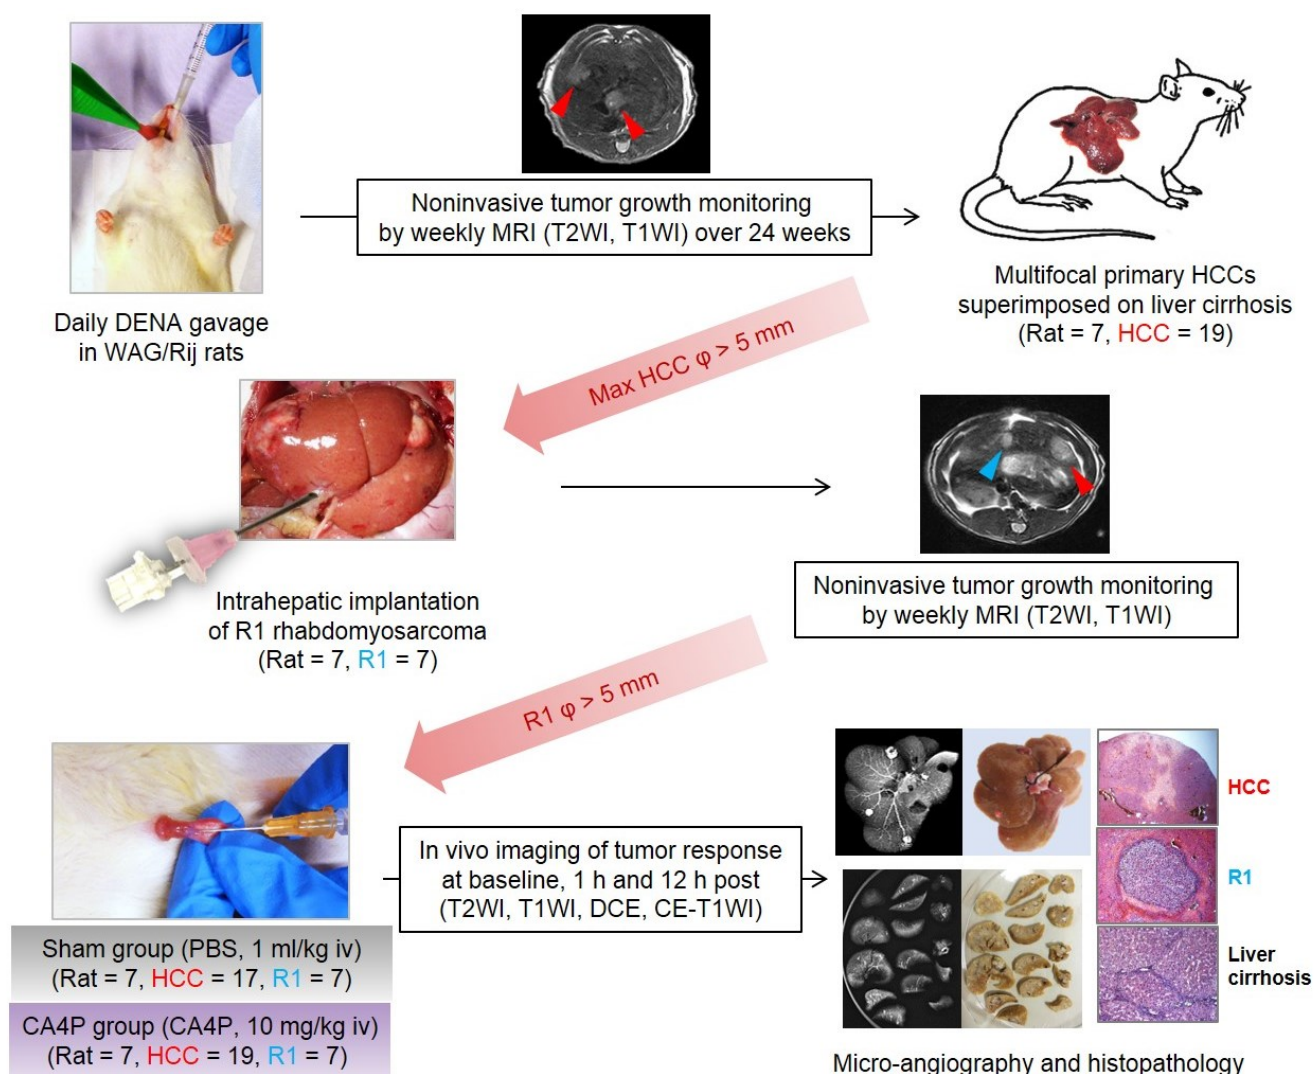 Noninvasive tumor growth monitoring
by weekly MRI (T2WI, T1WI) over 24 weeks
Daily DENA gavage
in WAG/Rij rats
Multifocal primary HCCs
superimposed on liver cirrhosis
(Rat = 7, HCC = 19)
Max HCC φ > 5 mm
Intrahepatic implantation
of R1 rhabdomyosarcoma
(Rat = 7, R1 = 7)
Noninvasive tumor growth monitoring
by weekly MRI (T2WI, T1WI)
R1 φ > 5 mm
Sham group (PBS, 1 ml/kg iv)
(Rat = 7, HCC = 17, R1 = 7)
CA4P group (CA4P, 10 mg/kg iv)
(Rat = 7, HCC = 19, R1 = 7)
In vivo imaging of tumor response
at baseline, 1 h and 12 h post
(T2WI, T1WI, DCE, CE-T1WI)
HCC
R1
Liver
cirrhosis
Micro-angiography and histopathology